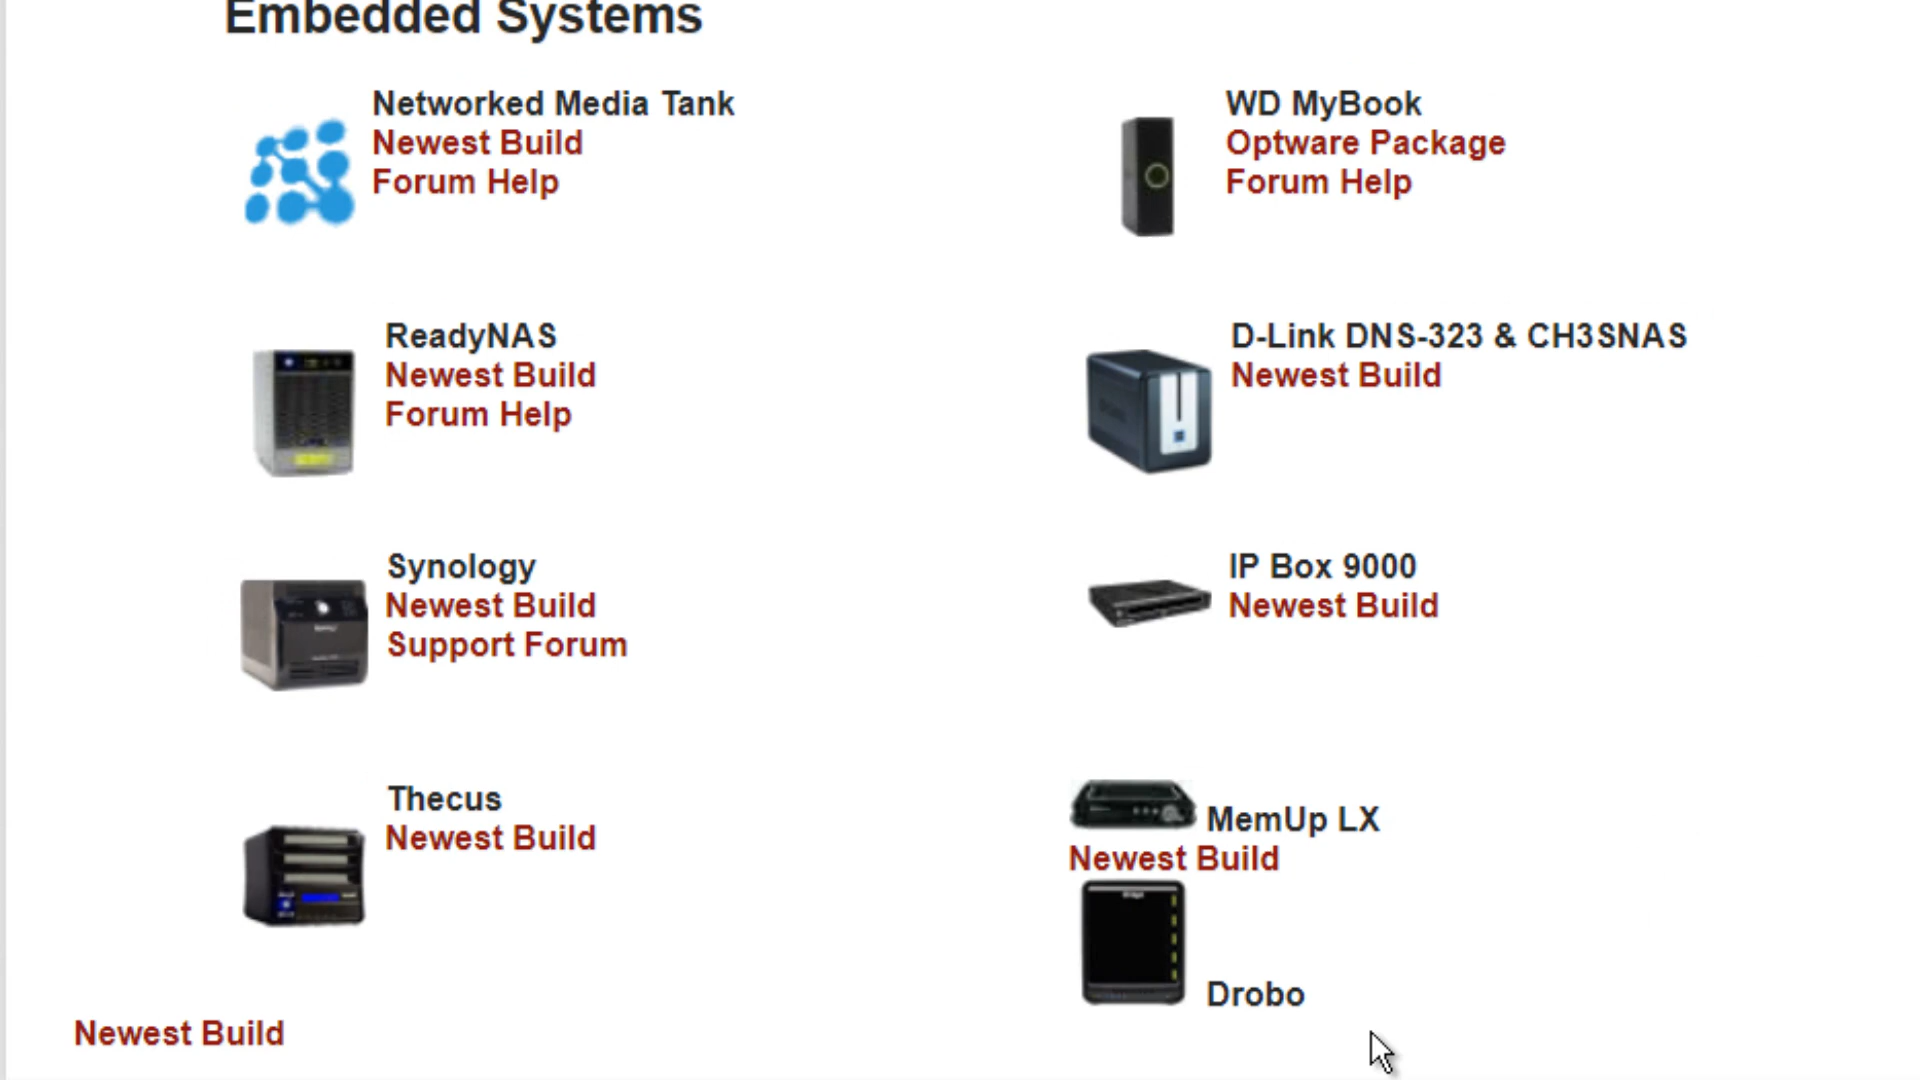 Embedded Systems
Networked Media Tank
Newest Build
Forum Help
WD MyBook
Optware Package
Forum Help
ReadyNAS
Newest Build
Forum Help
D-Link DNS-323 & CH3SNAS
Newest Build
Synology
Newest Build
Support Forum
IP Box 9000
Newest Build
Thecus
Newest Build
MemUp LX
Newest Build
Drobo
Newest Build